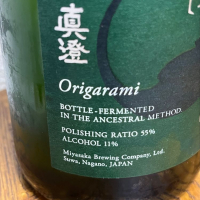 真澄
Origarami
BOTTLE-FERMENTED
IN THE ANCESTRAL METHOD
POLISHING RATIO 55%
ALCOHOL 11%
Miyasaka Brewing Company, Ltd.
Suwa, Nagano, JAPAN